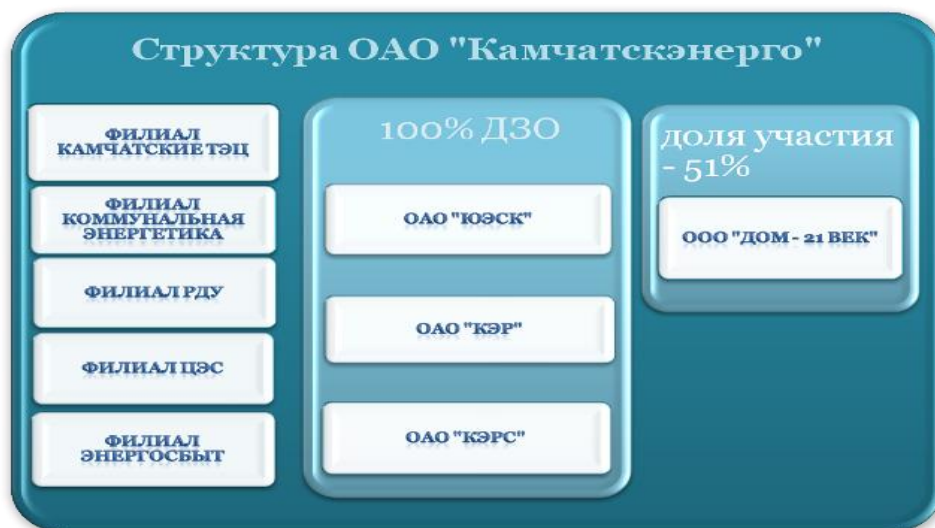 Структура ОАО "Камчатскэнерго"
ФИЛИАЛ
КАМЧАТСКИЕ ТЭЦ
ФИЛИАЛ
КОММУНАЛЬНАЯ
ЭНЕРГЕТИКА
ФИЛИАЛ РДУ
ФИЛИАЛ ЦЭС
ФИЛИАЛ
ЭНЕРГОСБЫТ
100% ДЗО
ОАО "ЮЭСК"
ОАО "КЭР"
ОАО "КЭРС"
доля участия
- 51%
ООО "ДОМ - 21 ВЕК"